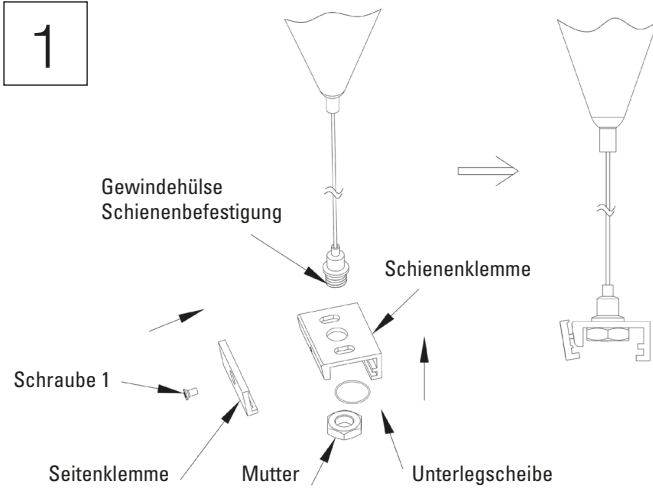 1
Gewindehülse
Schienenbefestigung
Schienenklemme
Schraube 1
Seitenklemme
Mutter
Unterlegscheibe